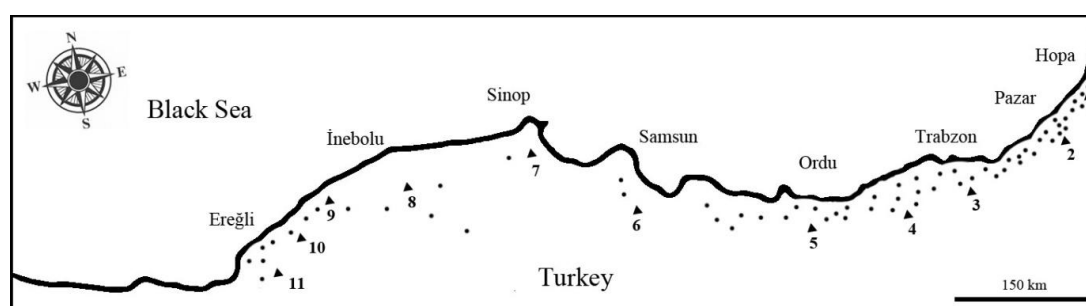 N
W E
S
Black Sea
Sinop
İnebolu
Samsun
Ordu
Trabzon
Pazar
Hopa
Ereğli
2
3
4
5
6
7
8
9
10
11
Turkey
150 km